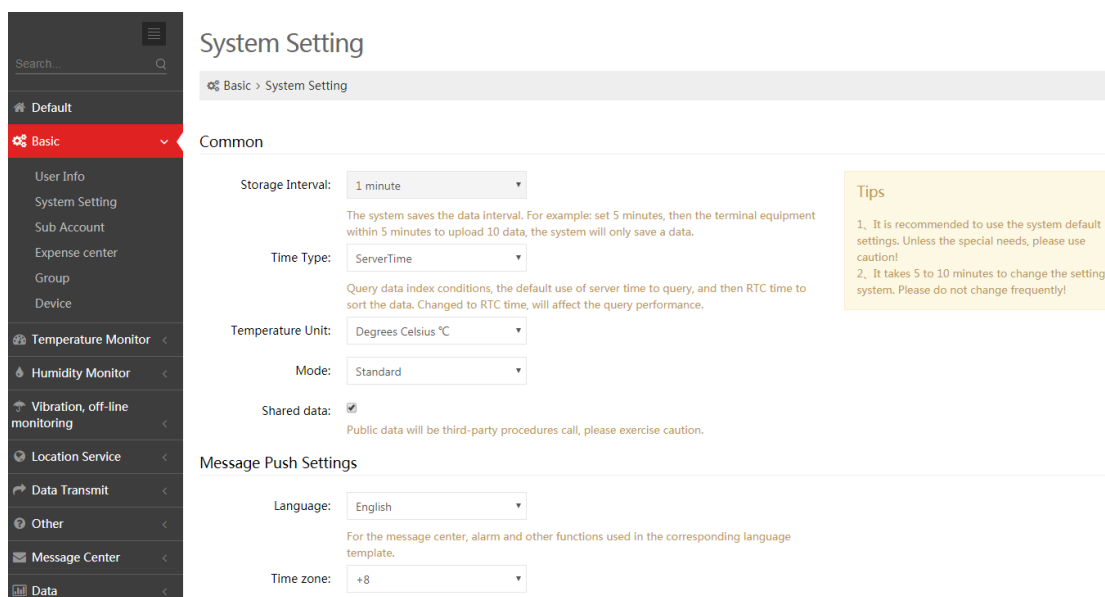 Search...
Default
Basic
User Info
System Setting
Sub Account
Expense center
Group
Device
Temperature Monitor
Humidity Monitor
Vibration, off-line
monitoring
Location Service
Data Transmit
Other
Message Center
Data
System Setting
Basic > System Setting
Common
Storage Interval: 1 minute
The system saves the data interval. For example: set 5 minutes, then the terminal equipment
within 5 minutes to upload 10 data, the system will only save a data.
Time Type: ServerTime
Query data index conditions, the default use of server time to query, and then RTC time to
sort the data. Changed to RTC time, will affect the query performance.
Temperature Unit: Degrees Celsius ℃
Mode: Standard
Shared data:
Public data will be third-party procedures call, please exercise caution.
Message Push Settings
Language: English
For the message center, alarm and other functions used in the corresponding language
template.
Time zone: +8
Tips
1、It is recommended to use the system default
settings. Unless the special needs, please use
caution!
2、It takes 5 to 10 minutes to change the setting
system. Please do not change frequently!